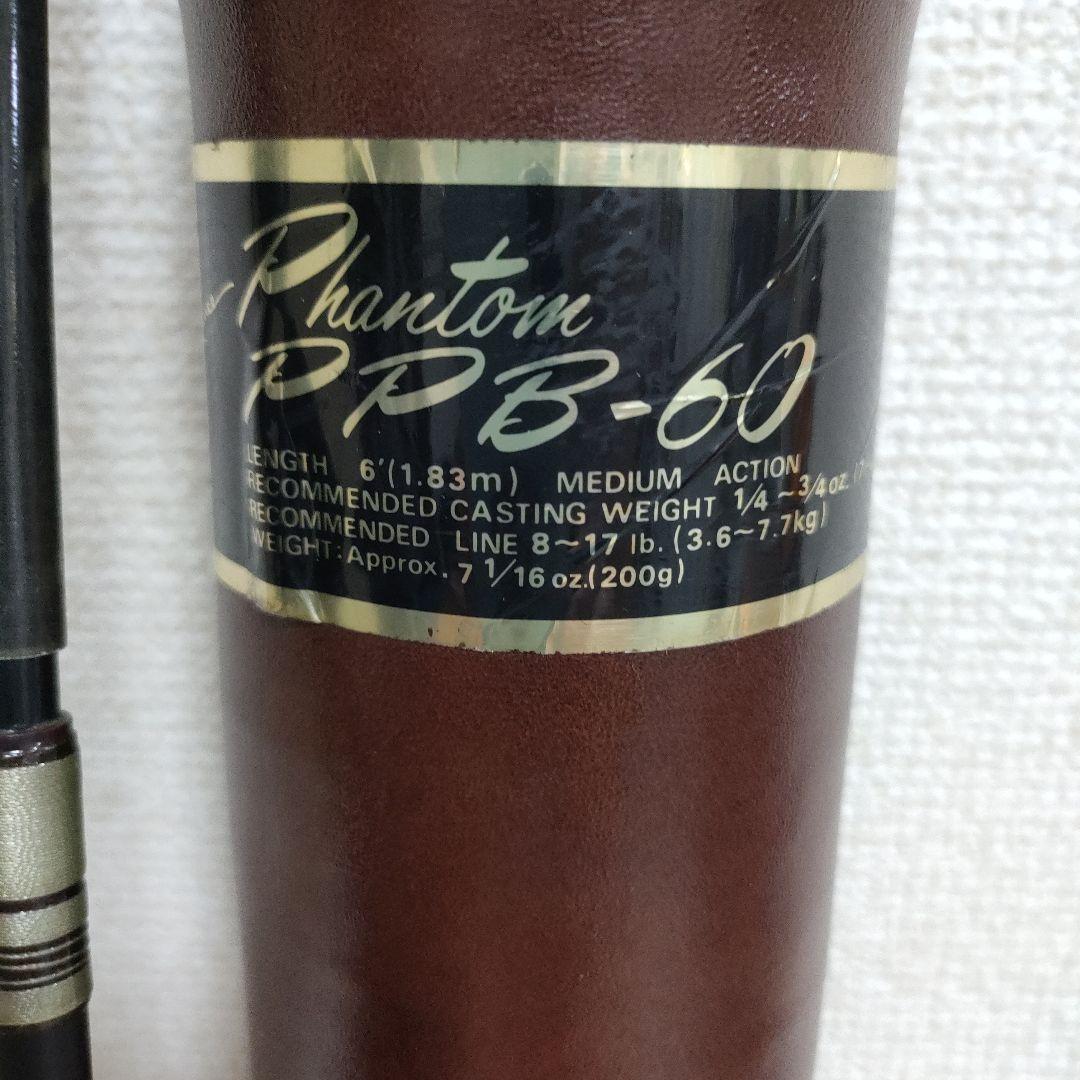 Phantom
PPB-60
LENGTH 6'(1.83m) MEDIUM ACTION
RECOMMENDED CASTING WEIGHT 1/4~3/4oz.(7
RECOMMENDED LINE 8~17 lb.(3.6~7.7kg)
WEIGHT:Approx. 7 1/16 oz.(200g)